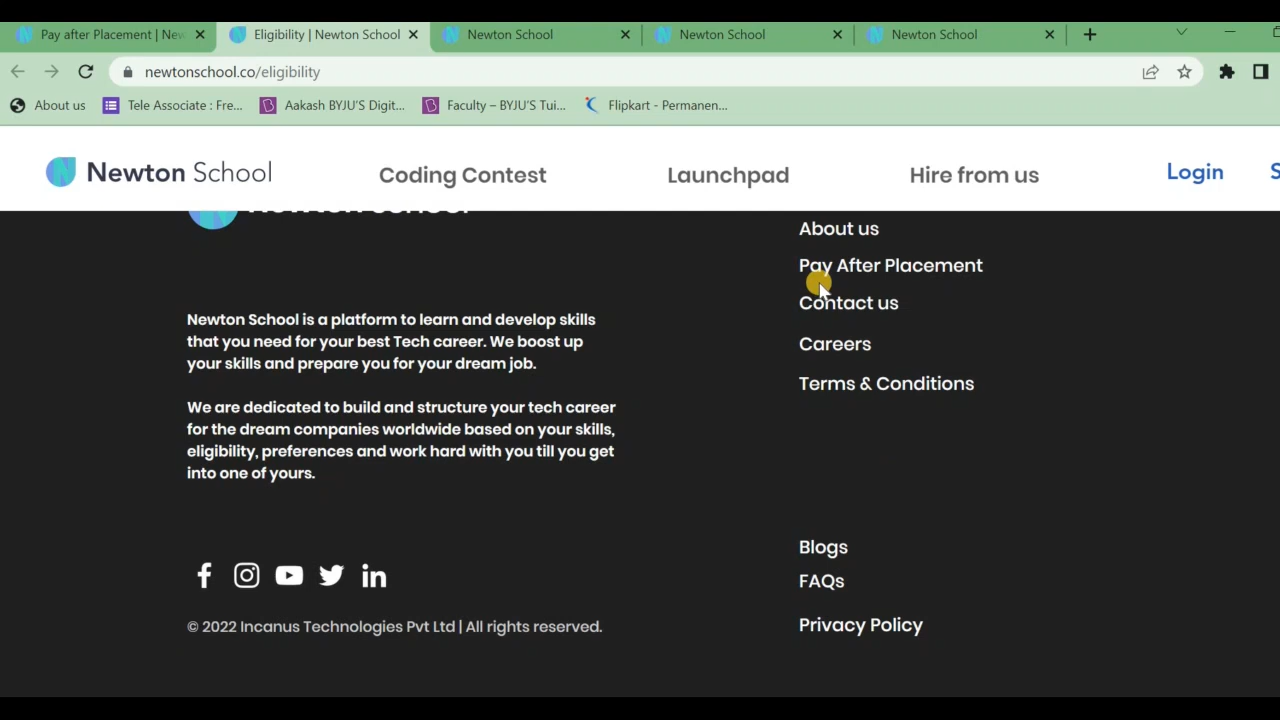 Pay after Placement | New
Eligibility | Newton School
Newton School
Newton School
Newton School
newtonschool.co/eligibility
About us
Tele Associate : Fre...
Aakash BYJU'S Digit...
Faculty – BYJU'S Tui...
Flipkart - Permanen...
Newton School
Coding Contest
Launchpad
Hire from us
Login
S
Newton School
About us
Pay After Placement
Contact us
Careers
Terms & Conditions
Newton School is a platform to learn and develop skills
that you need for your best Tech career. We boost up
your skills and prepare you for your dream job.
We are dedicated to build and structure your tech career
for the dream companies worldwide based on your skills,
eligibility, preferences and work hard with you till you get
into one of yours.
© 2022 Incanus Technologies Pvt Ltd | All rights reserved.
Blogs
FAQs
Privacy Policy